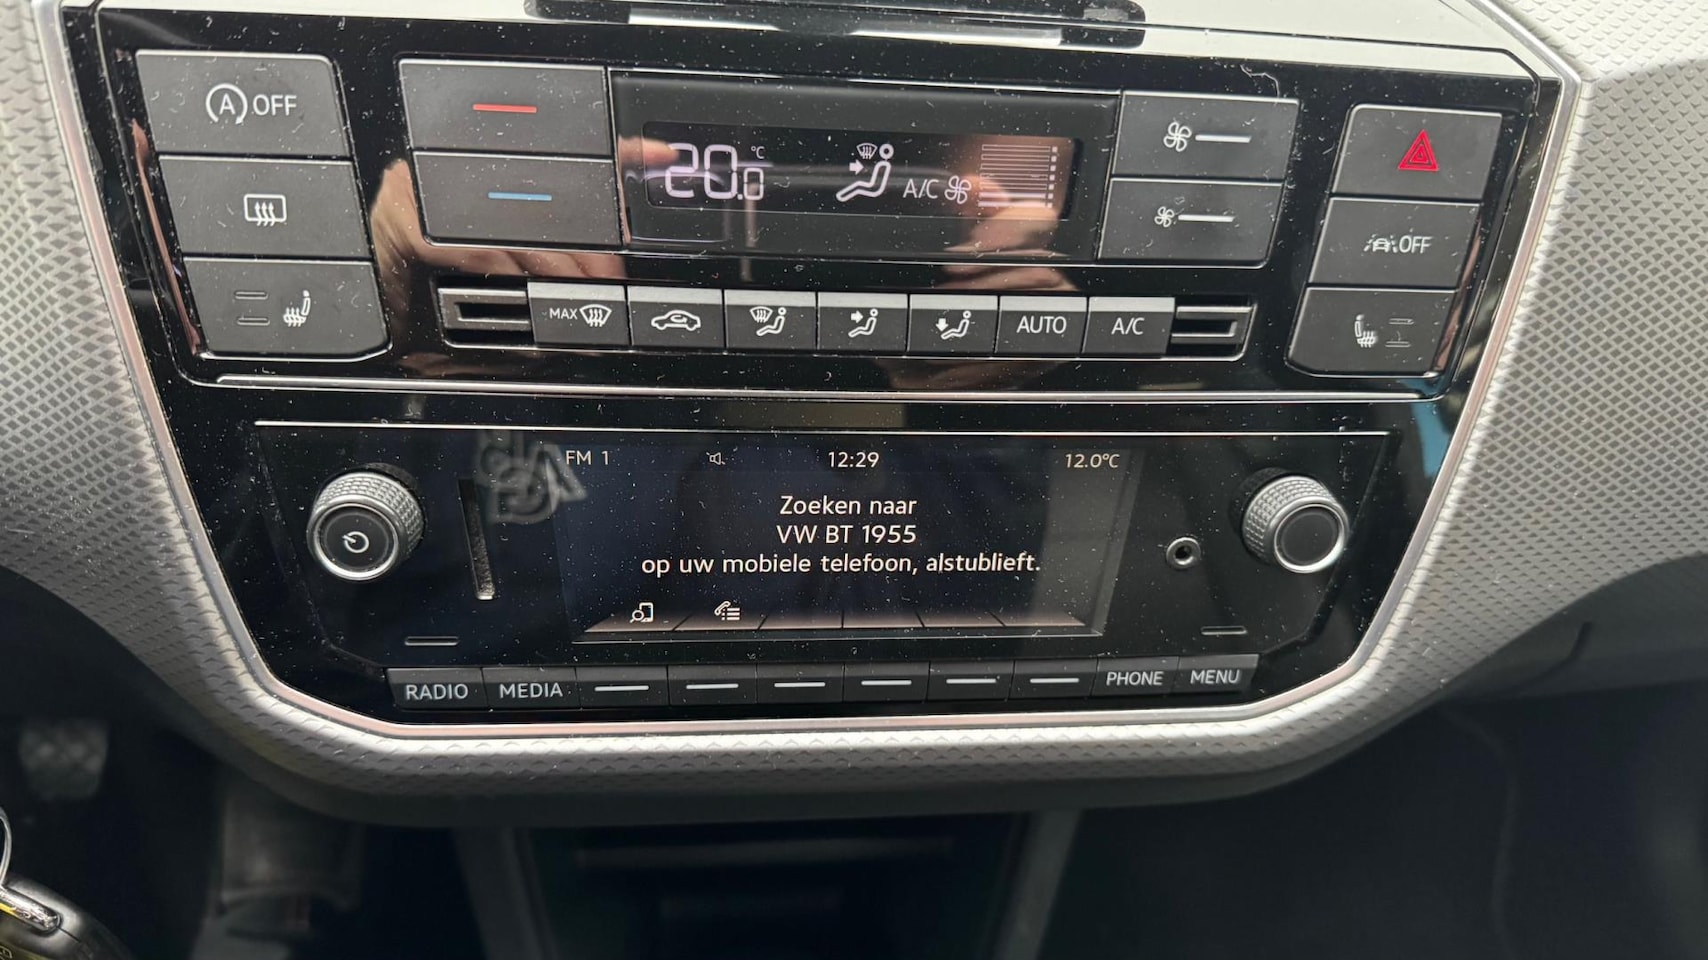 A OFF
20.0 °C
A/C
OFF
MAX
AUTO
A/C
FM 1
12:29
12.0°C
Zoeken naar
VW BT 1955
op uw mobiele telefoon, alstublieft.
RADIO
MEDIA
PHONE
MENU